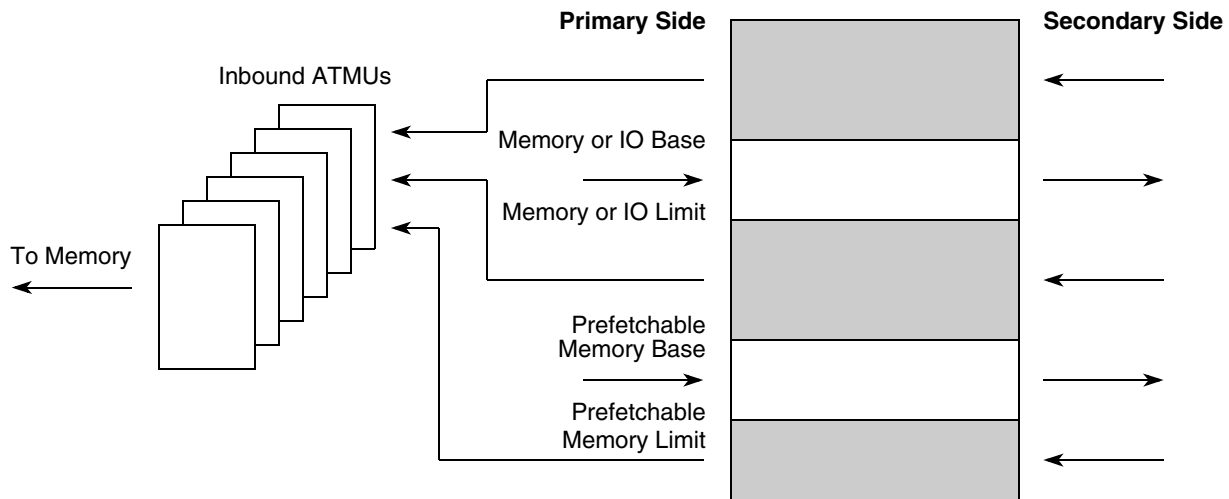 Primary Side
Secondary Side
Inbound ATMUs
Memory or IO Base
Memory or IO Limit
To Memory
Prefetchable
Memory Base
Prefetchable
Memory Limit